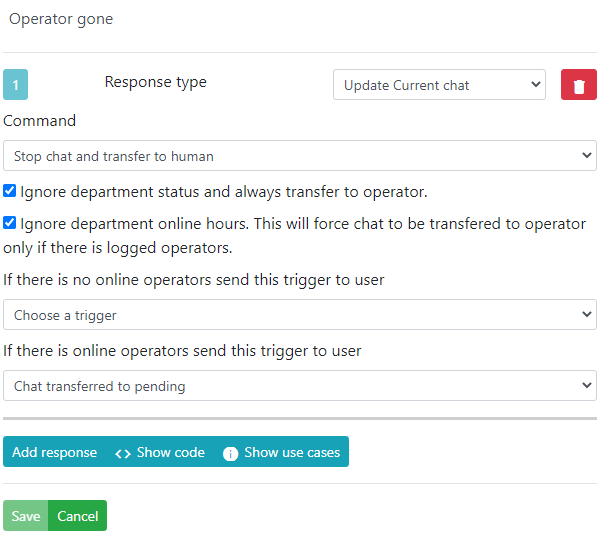 Operator gone
1 Response type Update Current chat
Command
Stop chat and transfer to human
Ignore department status and always transfer to operator.
Ignore department online hours. This will force chat to be transfered to operator
only if there is logged operators.
If there is no online operators send this trigger to user
Choose a trigger
If there is online operators send this trigger to user
Chat transferred to pending
Add response <> Show code i Show use cases
Save Cancel